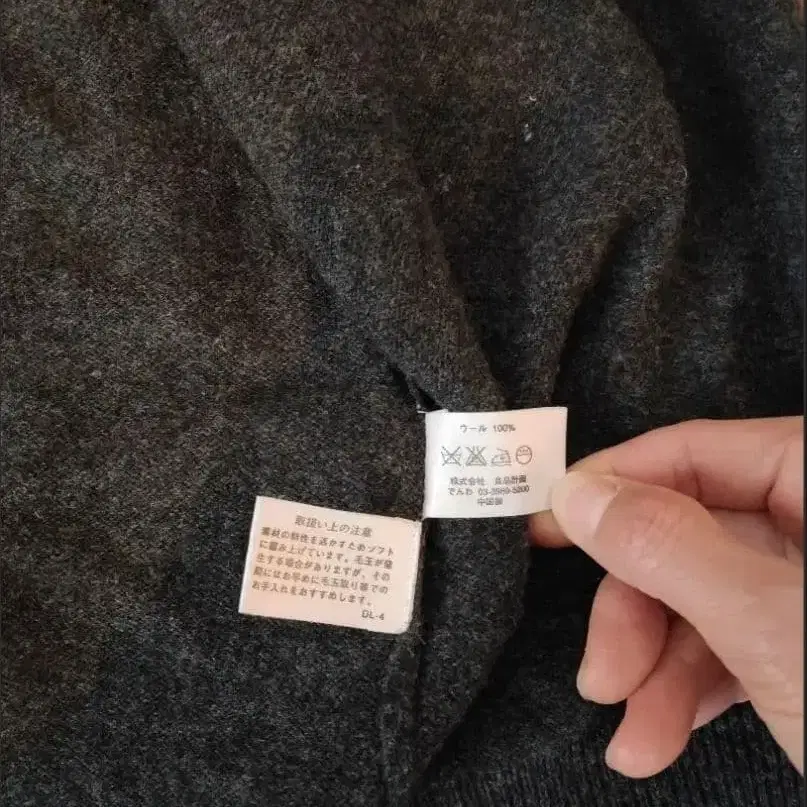 ウール 100%
株式会社 良品計画
でんわ 03-3989-5200
中国製
取扱い上の注意
素材の特性を活かすためソフト
に編み上げています。毛玉が発
生する場合がありますが、その
際にはお早めに毛玉取り等での
お手入れをおすすめします。
DL-4